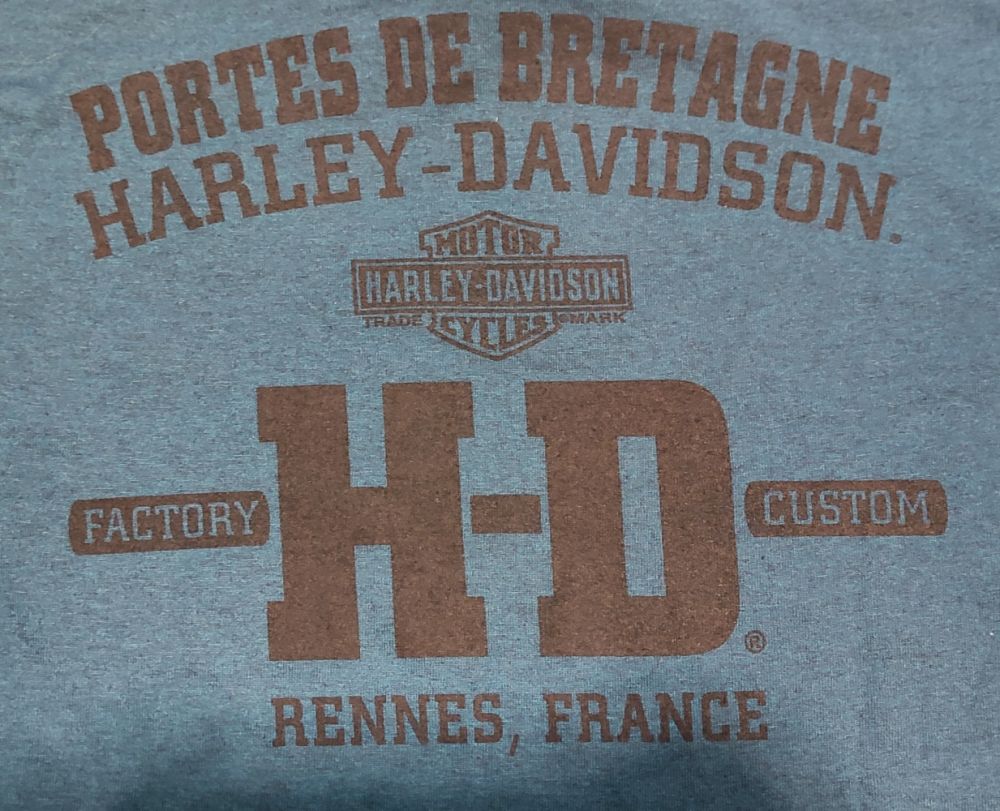 PORTES DE BRETAGNE
HARLEY-DAVIDSON.
MOTOR
HARLEY-DAVIDSON
TRADE CYCLES ®MARK
H-D®
FACTORY CUSTOM
RENNES, FRANCE